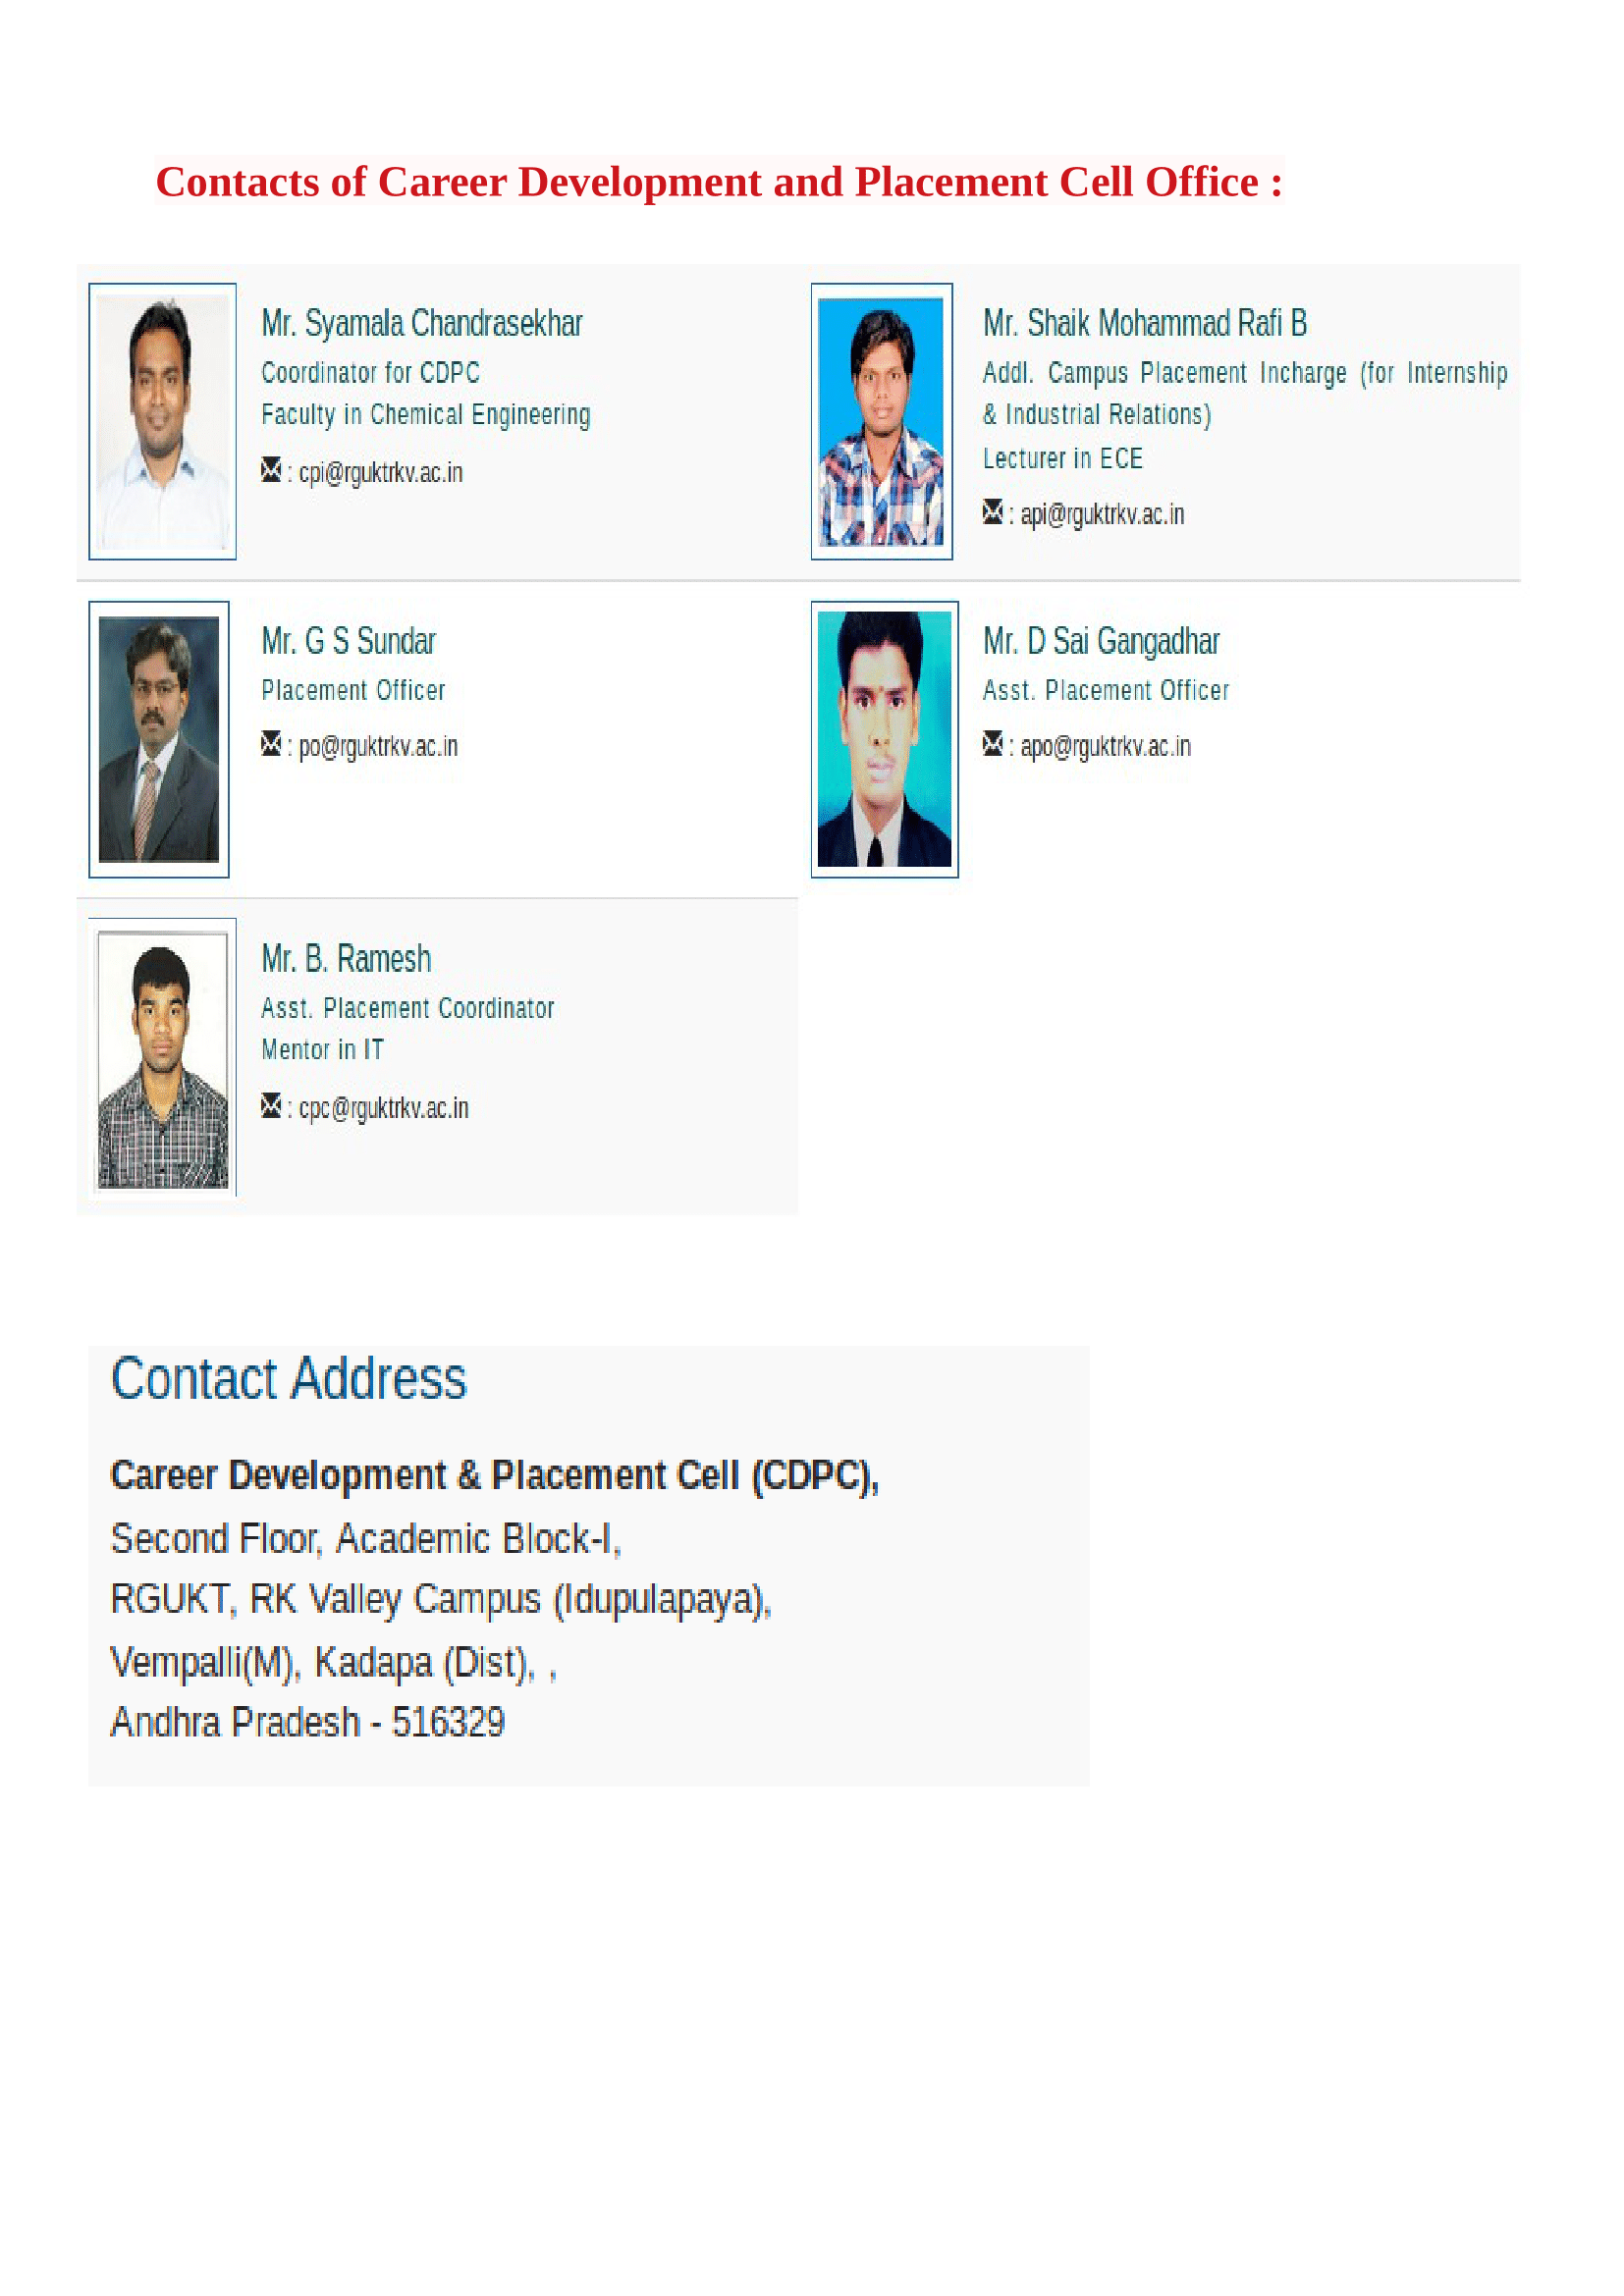 Contacts of Career Development and Placement Cell Office :
Mr. Syamala Chandrasekhar
Coordinator for CDPC
Faculty in Chemical Engineering
: cpi@rguktrkv.ac.in
Mr. Shaik Mohammad Rafi B
Addl. Campus Placement Incharge (for Internship
& Industrial Relations)
Lecturer in ECE
: api@rguktrkv.ac.in
Mr. G S Sundar
Placement Officer
: po@rguktrkv.ac.in
Mr. D Sai Gangadhar
Asst. Placement Officer
: apo@rguktrkv.ac.in
Mr. B. Ramesh
Asst. Placement Coordinator
Mentor in IT
: cpc@rguktrkv.ac.in
Contact Address
Career Development & Placement Cell (CDPC),
Second Floor, Academic Block-I,
RGUKT, RK Valley Campus (Idupulapaya),
Vempalli(M), Kadapa (Dist), ,
Andhra Pradesh - 516329